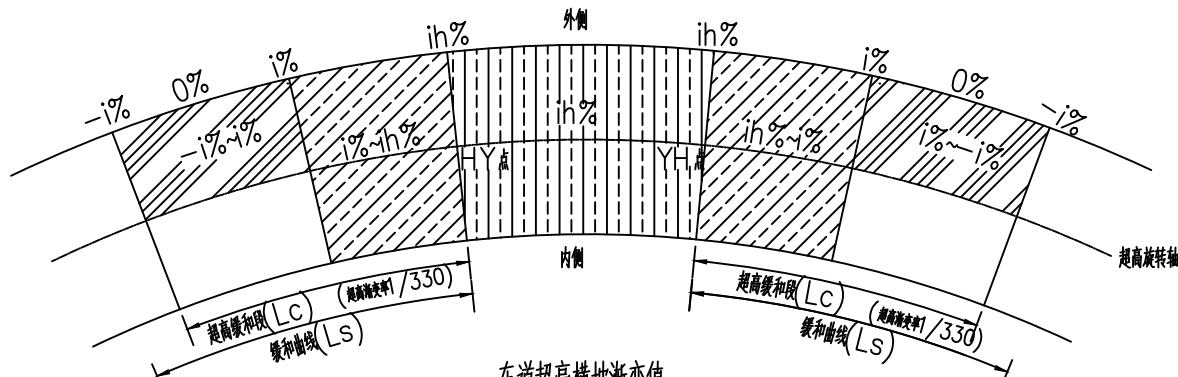 外侧
ih% ih%
i% i%
0% 0%
-i% -i%
-i%~i% i%~ih% ih% ih%~i% i%~-i%
HY点 YH点
内侧
超高旋转轴
超高缓和段(Lc) (超高渐变率1/330) 超高缓和段(Lc) (超高渐变率1/330)
缓和曲线(Ls) 缓和曲线(Ls)